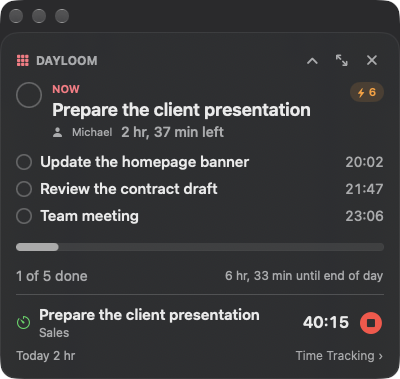 DAYLOOM
NOW
6
Prepare the client presentation
Michael 2 hr, 37 min left
Update the homepage banner 20:02
Review the contract draft 21:47
Team meeting 23:06
1 of 5 done 6 hr, 33 min until end of day
Prepare the client presentation 40:15
Sales
Today 2 hr Time Tracking ›